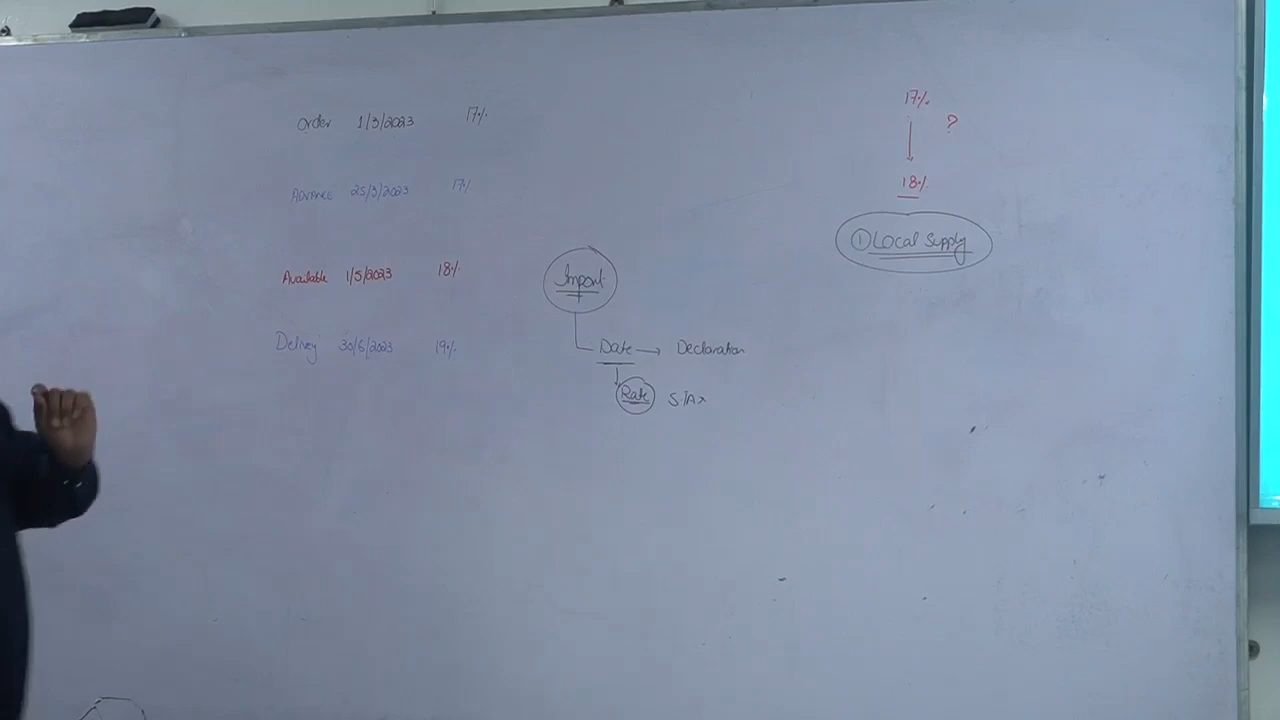 Order 1/3/2023 17%
Advance 25/3/2023 17%
Available 1/5/2023 18%
Delivey 30/6/2023 19%
Import
Date → Declaration
Rate S/Tax
17%
?
18%
① Local Supply